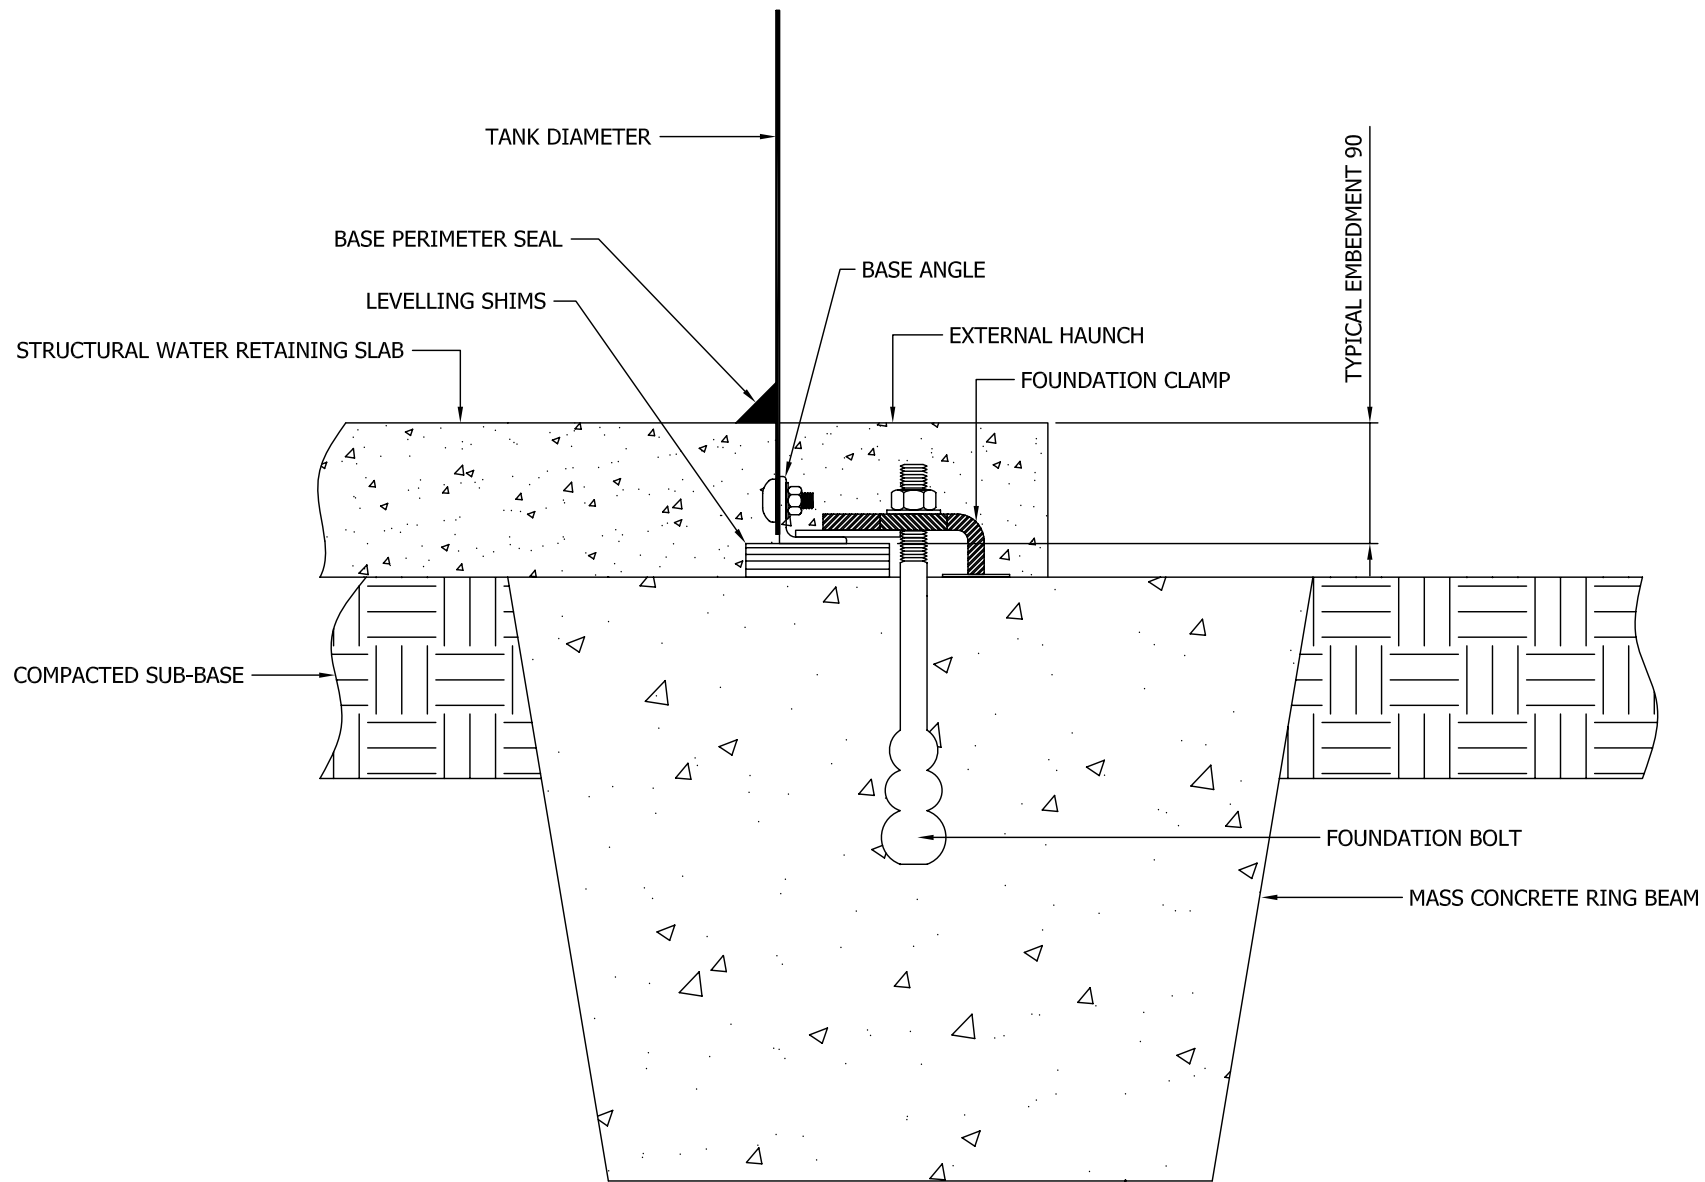 TANK DIAMETER
TYPICAL EMBEDMENT 90
BASE PERIMETER SEAL
BASE ANGLE
LEVELLING SHIMS
EXTERNAL HAUNCH
STRUCTURAL WATER RETAINING SLAB
FOUNDATION CLAMP
COMPACTED SUB-BASE
FOUNDATION BOLT
MASS CONCRETE RING BEAM